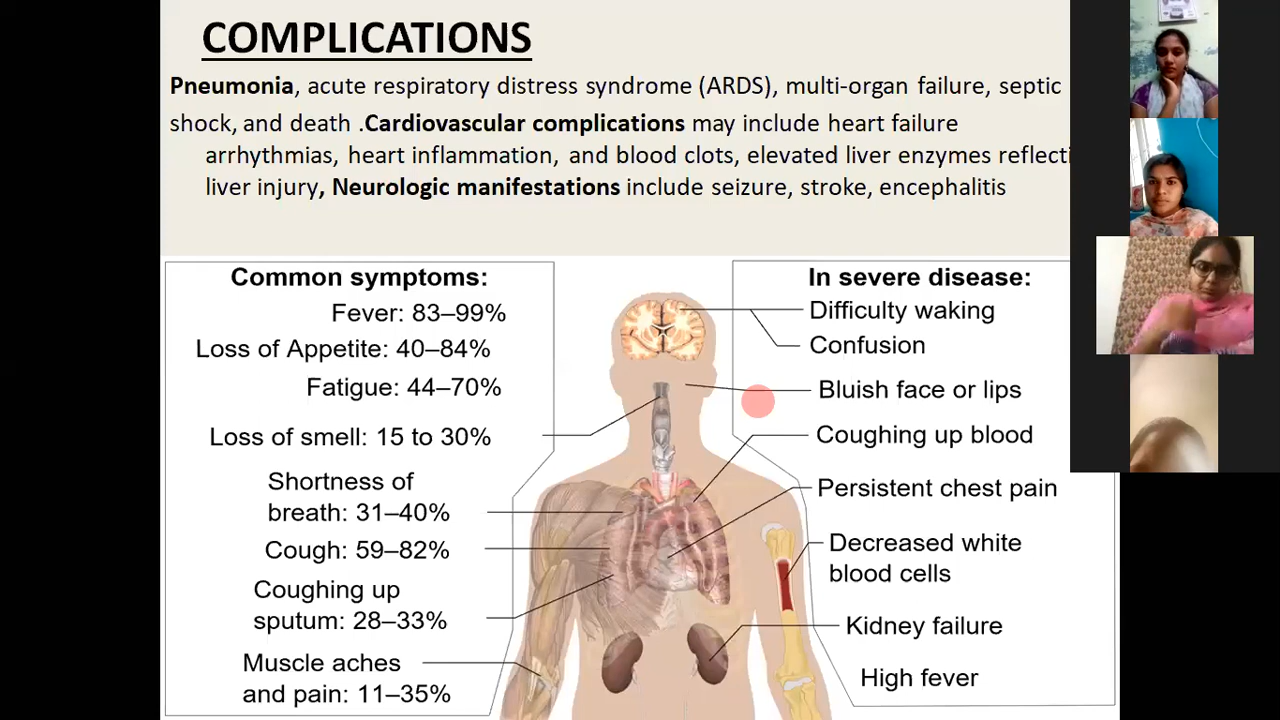 COMPLICATIONS
Pneumonia, acute respiratory distress syndrome (ARDS), multi-organ failure, septic
shock, and death .Cardiovascular complications may include heart failure
arrhythmias, heart inflammation, and blood clots, elevated liver enzymes reflecti
liver injury, Neurologic manifestations include seizure, stroke, encephalitis
Common symptoms:
Fever: 83–99%
Loss of Appetite: 40–84%
Fatigue: 44–70%
Loss of smell: 15 to 30%
Shortness of
breath: 31–40%
Cough: 59–82%
Coughing up
sputum: 28–33%
Muscle aches
and pain: 11–35%
In severe disease:
Difficulty waking
Confusion
Bluish face or lips
Coughing up blood
Persistent chest pain
Decreased white
blood cells
Kidney failure
High fever